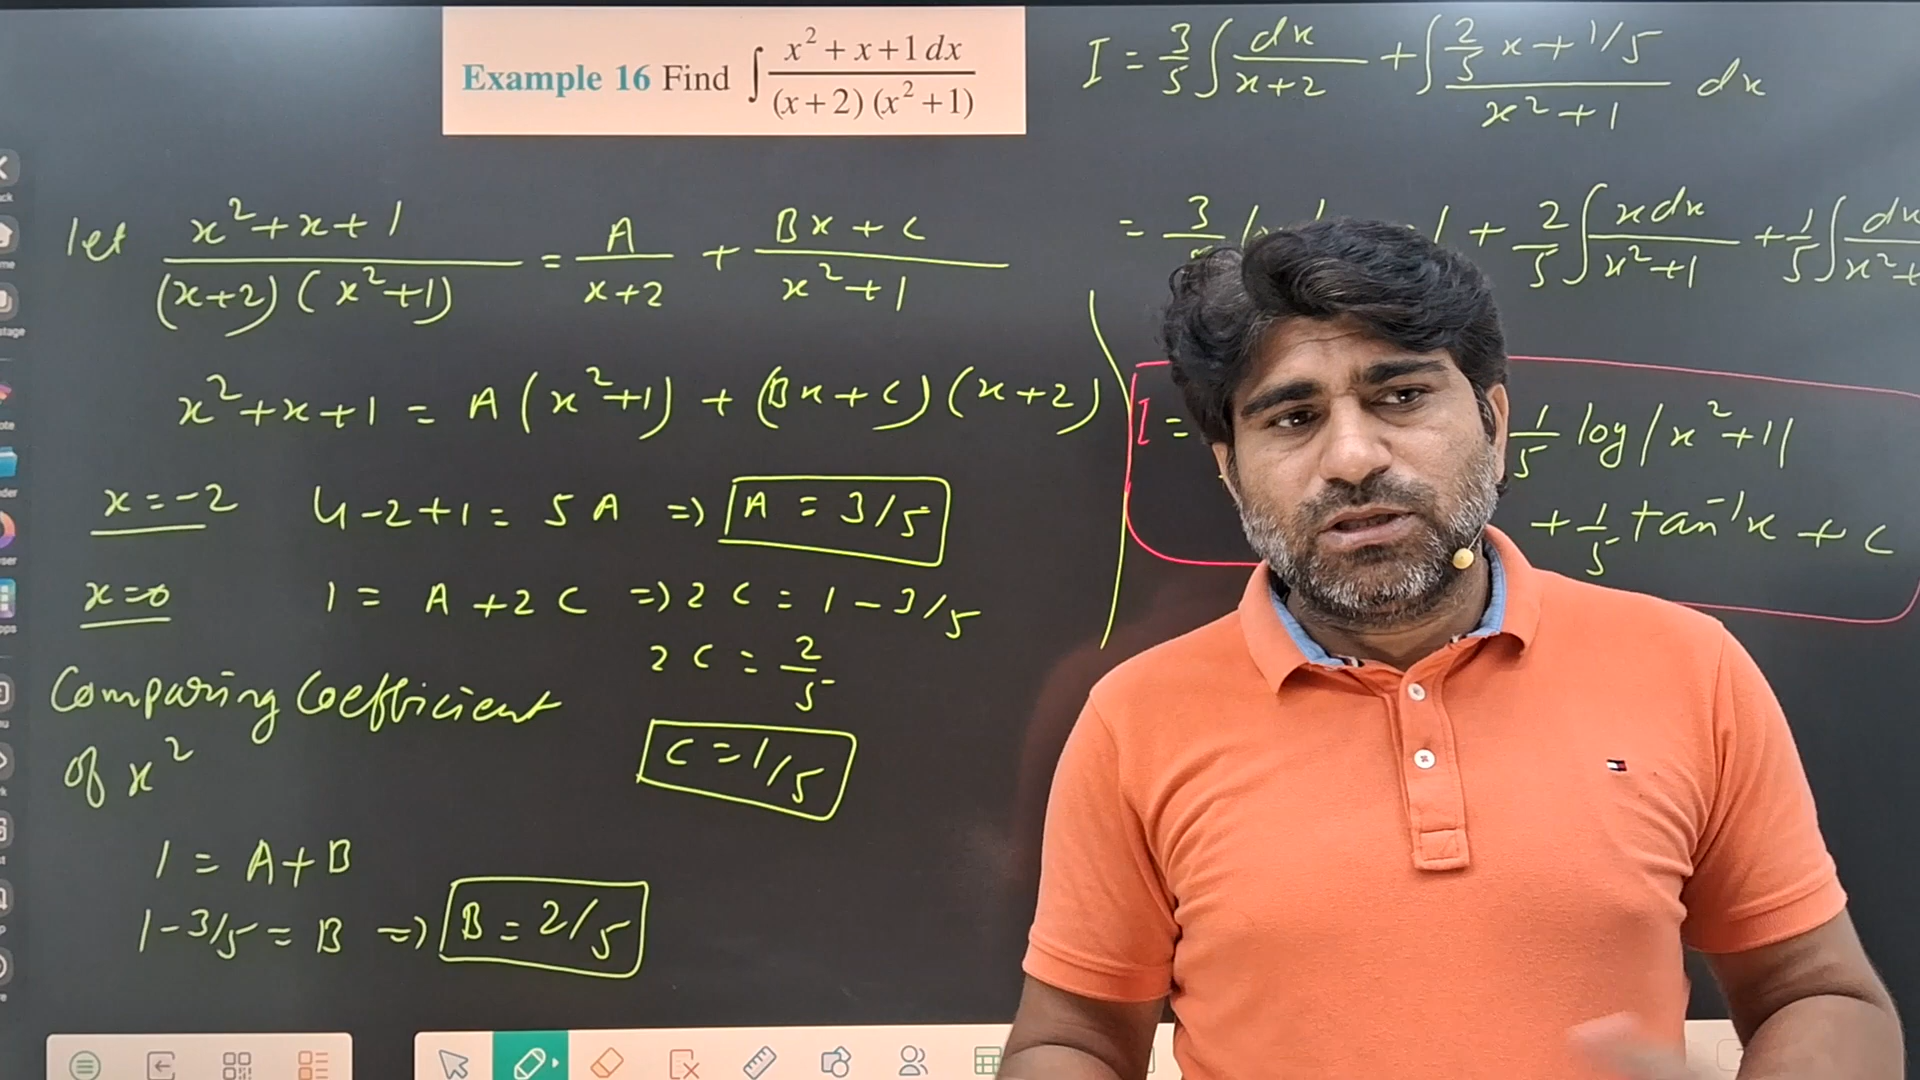 Example 16 Find ∫ x²+x+1 dx / (x+2) (x²+1)
let x²+x+1 / (x+2)(x²+1) = A / x+2 + Bx+C / x²+1
x²+x+1 = A(x²+1) + (Bx+C)(x+2)
x=-2 4-2+1 = 5A => A = 3/5
x=0 1 = A+2C => 2C = 1-3/5
2C = 2/5
C=1/5
Comparing Coefficient
of x²
1 = A+B
1-3/5 = B => B = 2/5
I = 3/5 ∫ dx / x+2 + ∫ 2/5 x + 1/5 / x²+1 dx
= 3/5 + 2/5 ∫ x dx / x²+1 + 1/5 ∫ dx
I = 1/5 log|x²+1|
+ 1/5 tan⁻¹x + c